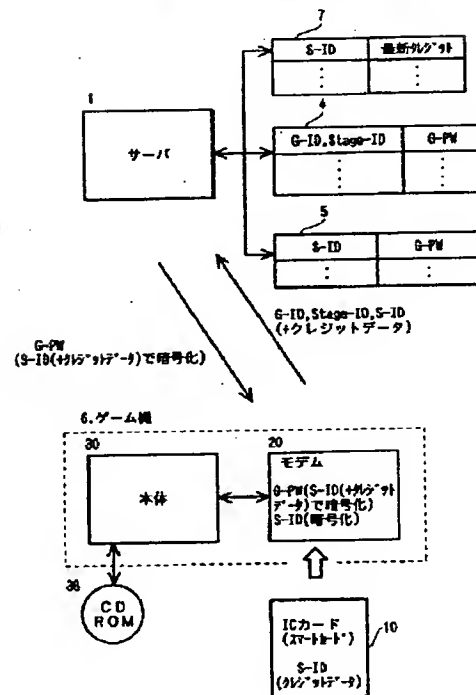 7
S-ID 最新クレジット
⋮ ⋮
1
サーバ
4
G-ID,Stage-ID G-PW
⋮ ⋮
5
S-ID G-PW
⋮ ⋮
G-ID,Stage-ID,S-ID
(+クレジットデータ)
G-PW
(S-ID(+クレジットデータ)で暗号化)
6.ゲーム機
30
本体
20
モデム
G-PW(S-ID(+クレジット
データ)で暗号化)
S-ID(暗号化)
36
CD
ROM
10
ICカード
(スマートカード)
S-ID
(クレジットデータ)